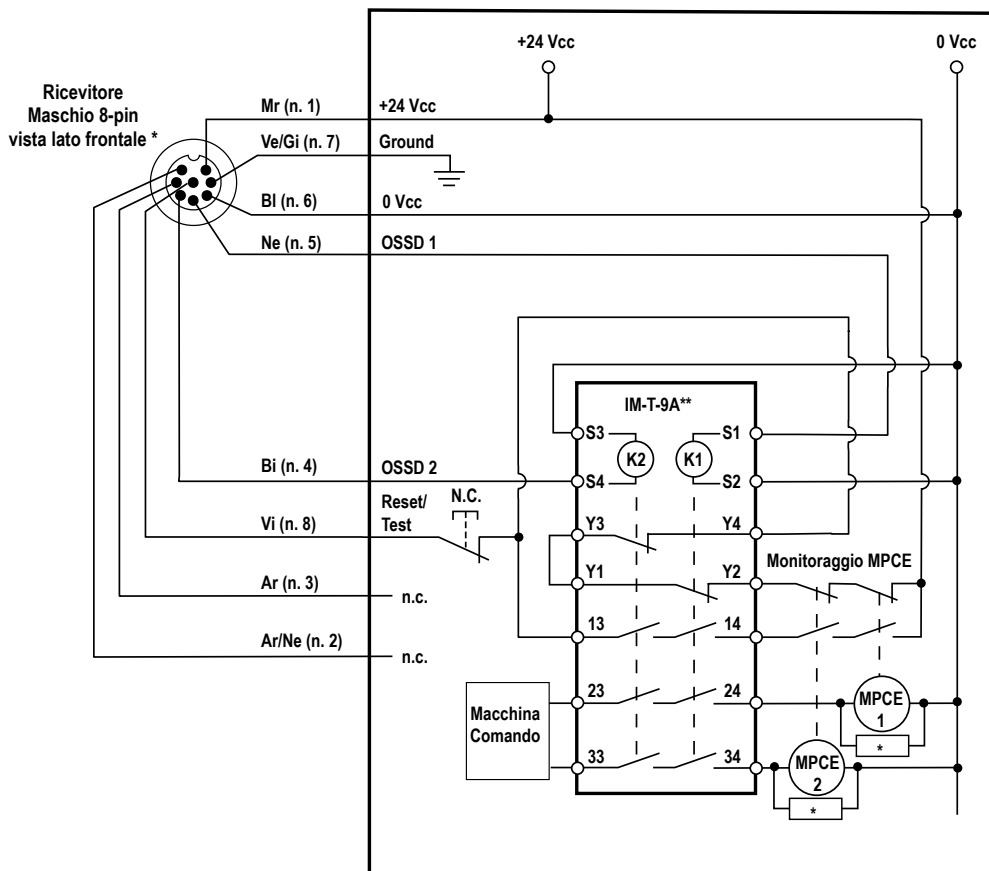 +24 Vcc
0 Vcc
Ricevitore
Maschio 8-pin
vista lato frontale *
Mr (n. 1)
+24 Vcc
Ve/Gi (n. 7)
Ground
Bl (n. 6)
0 Vcc
Ne (n. 5)
OSSD 1
IM-T-9A**
S3
K2
K1
S1
Bi (n. 4)
OSSD 2
S4
S2
Reset/
Test
N.C.
Vi (n. 8)
Y3
Y4
Monitoraggio MPCE
Ar (n. 3)
n.c.
Y1
Y2
13
14
Ar/Ne (n. 2)
n.c.
Macchina
Comando
23
24
MPCE
1
*
33
34
MPCE
2
*